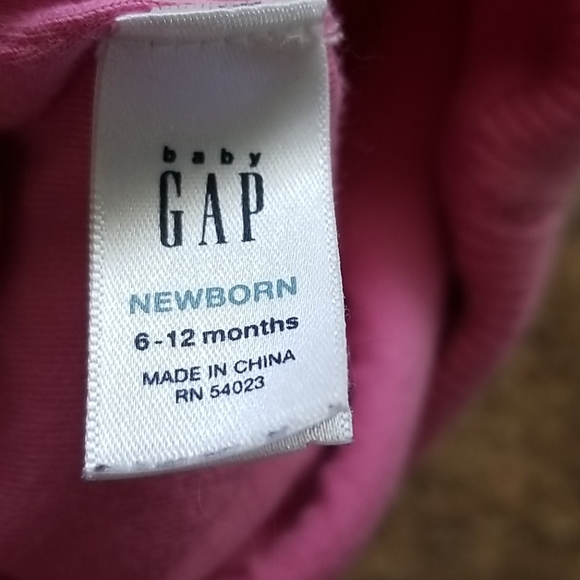 baby
GAP
NEWBORN
6-12 months
MADE IN CHINA
RN 54023